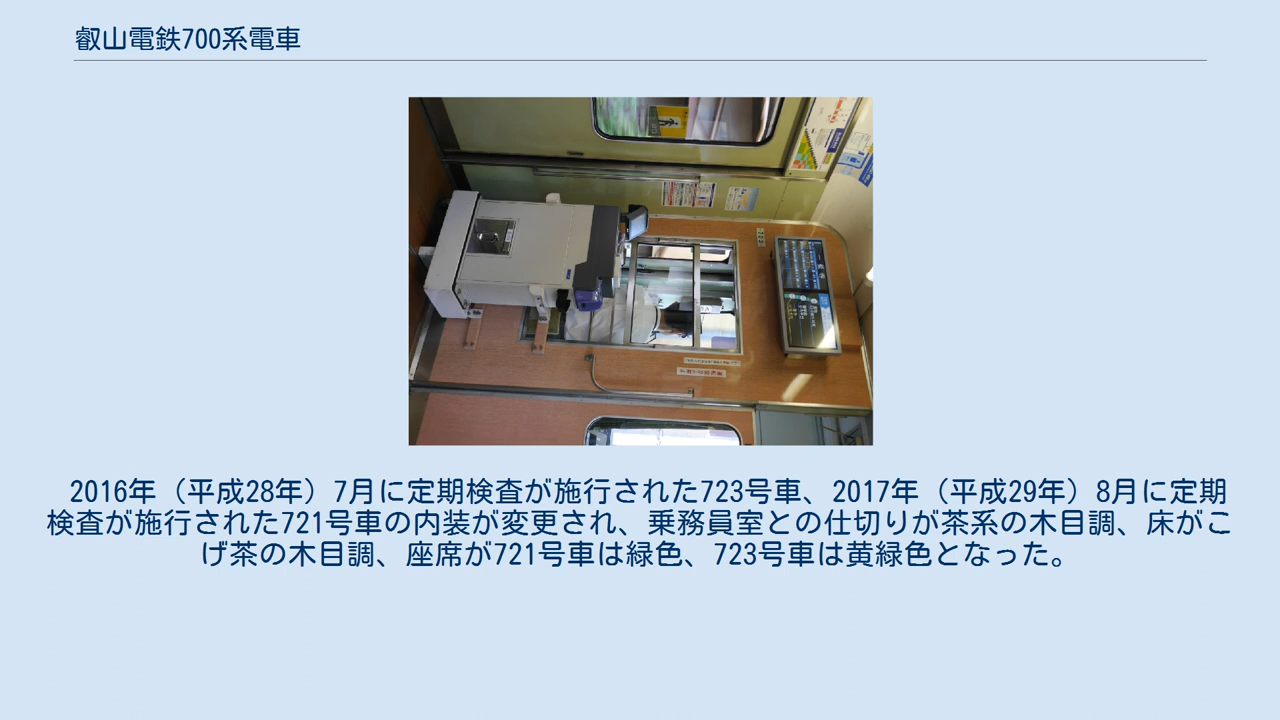 叡山電鉄700系電車
2016年（平成28年）7月に定期検査が施行された723号車、2017年（平成29年）8月に定期
検査が施行された721号車の内装が変更され、乗務員室との仕切りが茶系の木目調、床がこ
げ茶の木目調、座席が721号車は緑色、723号車は黄緑色となった。